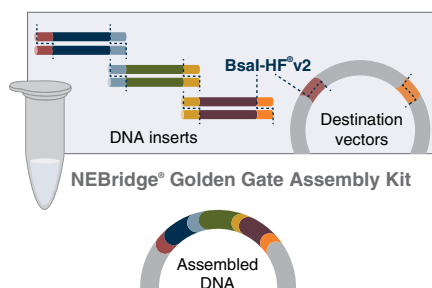 BsaI-HF®v2
DNA inserts
Destination
vectors
NEBridge® Golden Gate Assembly Kit
Assembled
DNA